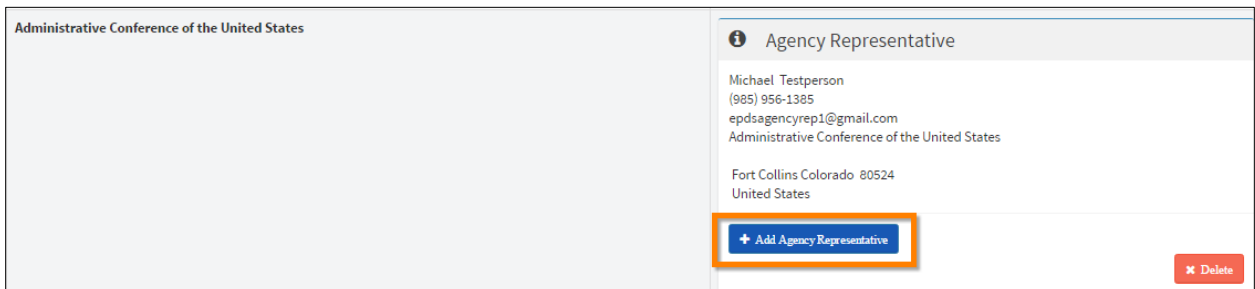 Administrative Conference of the United States
Agency Representative
Michael Testperson
(985) 956-1385
epdsagencyrep1@gmail.com
Administrative Conference of the United States
Fort Collins Colorado 80524
United States
+ Add Agency Representative
✖ Delete